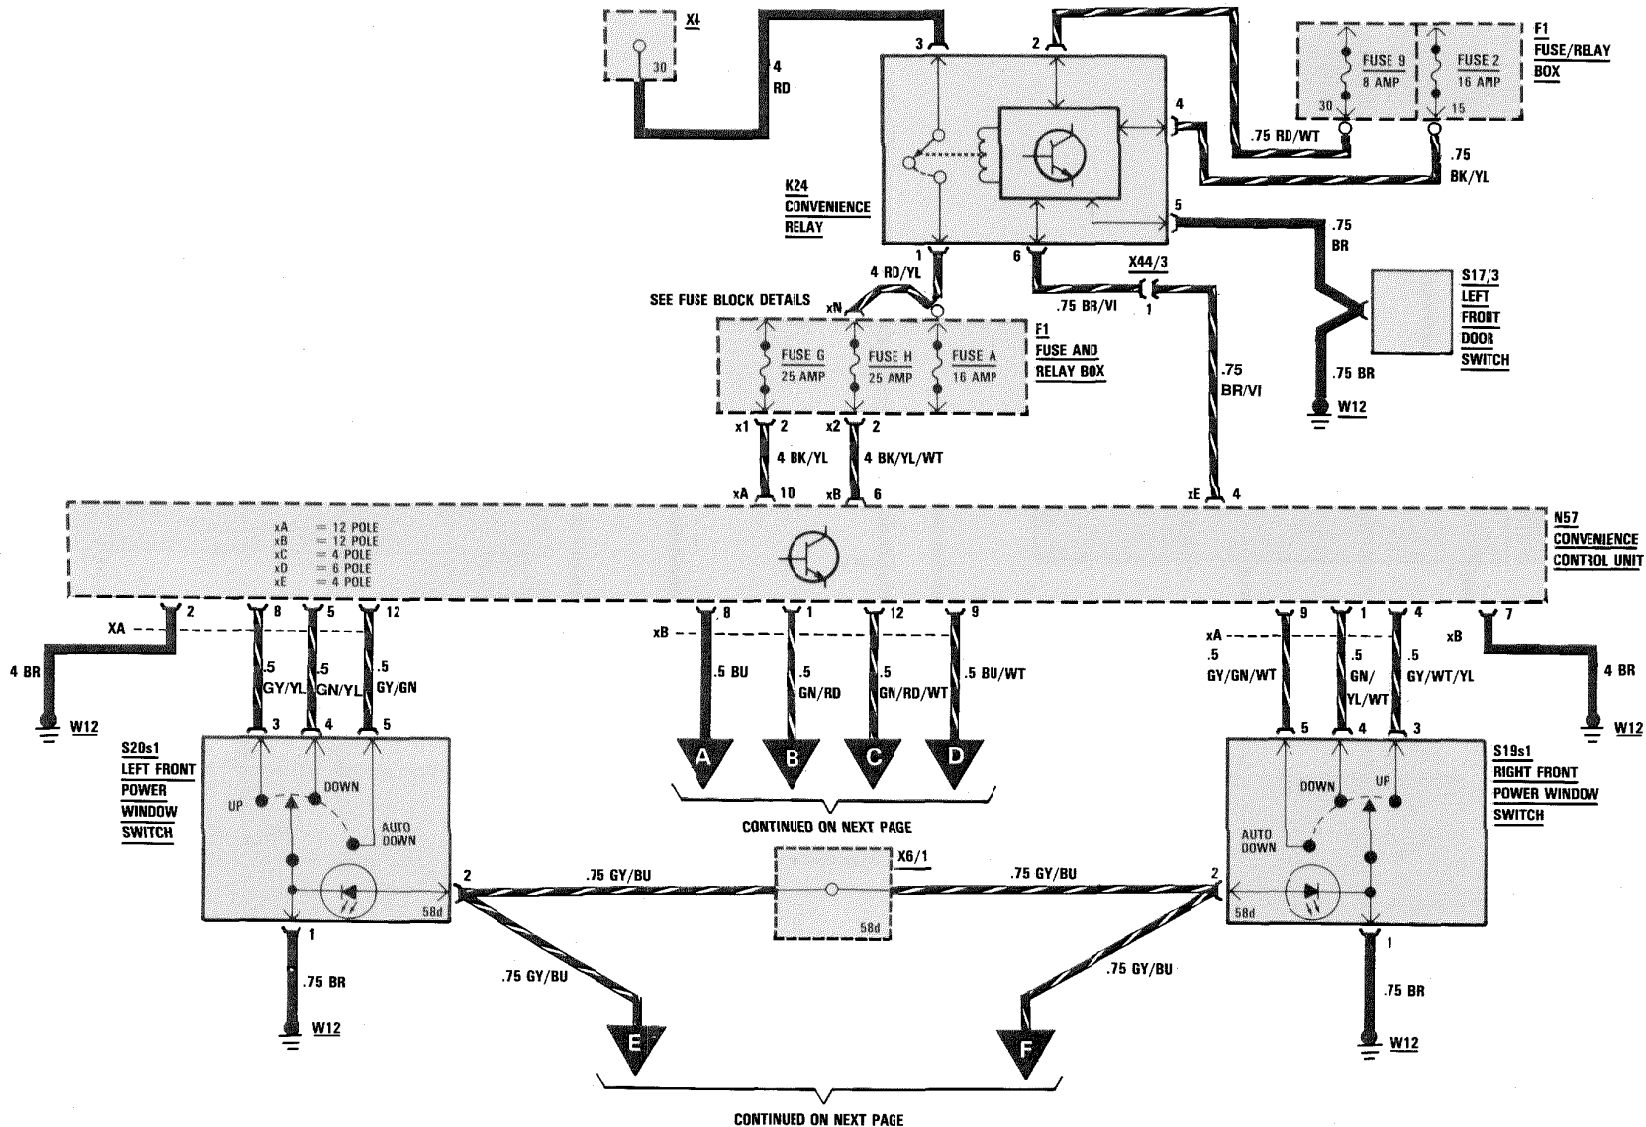 X4
30
4
RD
3
2
F1
FUSE/RELAY
BOX
FUSE 9
8 AMP
FUSE 2
16 AMP
30
15
4
.75 RD/WT
.75
BK/YL
K24
CONVENIENCE
RELAY
5
.75
BR
1
6
X44/3
4 RD/YL
SEE FUSE BLOCK DETAILS
xN
.75 BR/VI
1
S17/3
LEFT
FRONT
DOOR
SWITCH
F1
FUSE AND
RELAY BOX
FUSE G
25 AMP
FUSE H
25 AMP
FUSE A
16 AMP
.75
BR/VI
.75 BR
W12
x1
2
x2
2
4 BK/YL
4 BK/YL/WT
xA
10
xB
6
xE
4
N57
CONVENIENCE
CONTROL UNIT
xA = 12 POLE
xB = 12 POLE
xC = 4 POLE
xD = 6 POLE
xE = 4 POLE
2
8
5
12
8
1
12
9
9
1
4
7
XA
xB
xA
xB
4 BR
.5
GY/YL
.5
GN/YL
.5
GY/GN
.5 BU
.5
GN/RD
.5
GN/RD/WT
.5 BU/WT
.5
GY/GN/WT
.5
GN/
YL/WT
.5
GY/WT/YL
4 BR
W12
3
4
5
5
4
3
W12
S20s1
LEFT FRONT
POWER
WINDOW
SWITCH
UP
DOWN
AUTO
DOWN
A
B
C
D
CONTINUED ON NEXT PAGE
DOWN
UP
AUTO
DOWN
S19s1
RIGHT FRONT
POWER WINDOW
SWITCH
58d
2
.75 GY/BU
X6/1
58d
.75 GY/BU
2
58d
1
.75 BR
W12
.75 GY/BU
E
.75 GY/BU
F
1
.75 BR
W12
CONTINUED ON NEXT PAGE